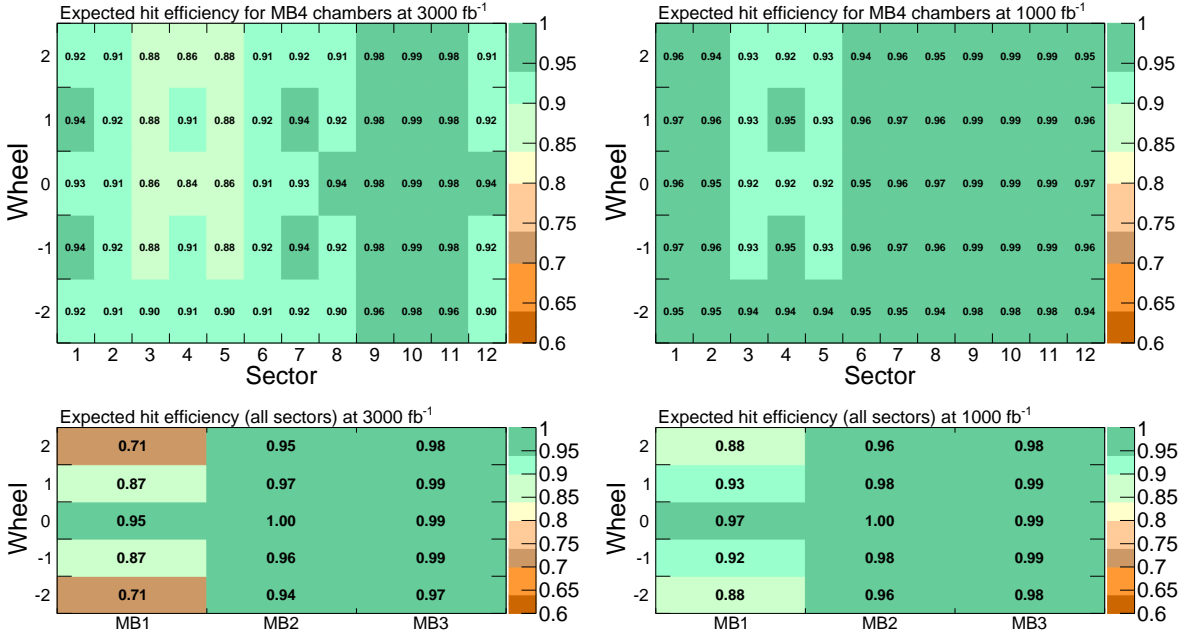 Expected hit efficiency for MB4 chambers at 3000 fb-1
Wheel
2 0.92 0.91 0.88 0.86 0.88 0.91 0.92 0.91 0.98 0.99 0.98 0.91
1 0.94 0.92 0.88 0.91 0.88 0.92 0.94 0.92 0.98 0.99 0.98 0.92
0 0.93 0.91 0.86 0.84 0.86 0.91 0.93 0.94 0.98 0.99 0.98 0.94
-1 0.94 0.92 0.88 0.91 0.88 0.92 0.94 0.92 0.98 0.99 0.98 0.92
-2 0.92 0.91 0.90 0.91 0.90 0.91 0.92 0.90 0.96 0.98 0.96 0.90
1 2 3 4 5 6 7 8 9 10 11 12
Sector
1
0.95
0.9
0.85
0.8
0.75
0.7
0.65
0.6
Expected hit efficiency for MB4 chambers at 1000 fb-1
Wheel
2 0.96 0.94 0.93 0.92 0.93 0.94 0.96 0.95 0.99 0.99 0.99 0.95
1 0.97 0.96 0.93 0.95 0.93 0.96 0.97 0.96 0.99 0.99 0.99 0.96
0 0.96 0.95 0.92 0.92 0.92 0.95 0.96 0.97 0.99 0.99 0.99 0.97
-1 0.97 0.96 0.93 0.95 0.93 0.96 0.97 0.96 0.99 0.99 0.99 0.96
-2 0.95 0.95 0.94 0.94 0.94 0.95 0.95 0.94 0.98 0.98 0.98 0.94
1 2 3 4 5 6 7 8 9 10 11 12
Sector
1
0.95
0.9
0.85
0.8
0.75
0.7
0.65
0.6
Expected hit efficiency (all sectors) at 3000 fb-1
Wheel
2 0.71 0.95 0.98
1 0.87 0.97 0.99
0 0.95 1.00 0.99
-1 0.87 0.96 0.99
-2 0.71 0.94 0.97
MB1 MB2 MB3
1
0.95
0.9
0.85
0.8
0.75
0.7
0.65
0.6
Expected hit efficiency (all sectors) at 1000 fb-1
Wheel
2 0.88 0.96 0.98
1 0.93 0.98 0.99
0 0.97 1.00 0.99
-1 0.92 0.98 0.99
-2 0.88 0.96 0.98
MB1 MB2 MB3
1
0.95
0.9
0.85
0.8
0.75
0.7
0.65
0.6